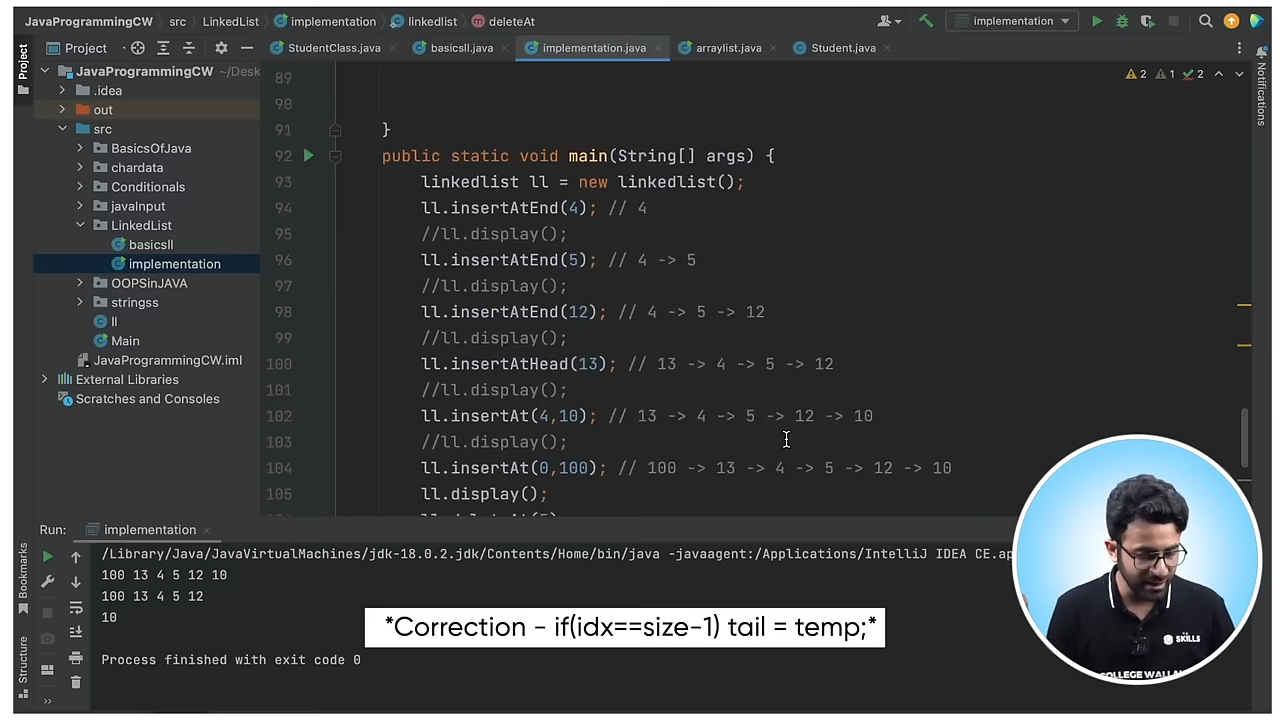 JavaProgrammingCW src LinkedList implementation linkedlist deleteAt implementation
Project StudentClass.java basicsll.java implementation.java arraylist.java Student.java
Project
Notifications
JavaProgrammingCW ~/Desk
.idea
out
src
BasicsOfJava
chardata
Conditionals
javaInput
LinkedList
basicsll
implementation
OOPSinJAVA
stringss
ll
Main
JavaProgrammingCW.iml
External Libraries
Scratches and Consoles
2 1 2
89
90
91 }
92 public static void main(String[] args) {
93 linkedlist ll = new linkedlist();
94 ll.insertAtEnd(4); // 4
95 //ll.display();
96 ll.insertAtEnd(5); // 4 -> 5
97 //ll.display();
98 ll.insertAtEnd(12); // 4 -> 5 -> 12
99 //ll.display();
100 ll.insertAtHead(13); // 13 -> 4 -> 5 -> 12
101 //ll.display();
102 ll.insertAt(4,10); // 13 -> 4 -> 5 -> 12 -> 10
103 //ll.display();
104 ll.insertAt(0,100); // 100 -> 13 -> 4 -> 5 -> 12 -> 10
105 ll.display();
Run: implementation
/Library/Java/JavaVirtualMachines/jdk-18.0.2.jdk/Contents/Home/bin/java -javaagent:/Applications/IntelliJ IDEA CE.ap
100 13 4 5 12 10
100 13 4 5 12
10
*Correction - if(idx==size-1) tail = temp;*
Process finished with exit code 0
Bookmarks
Structure
SKILLS
COLLEGE WALLA